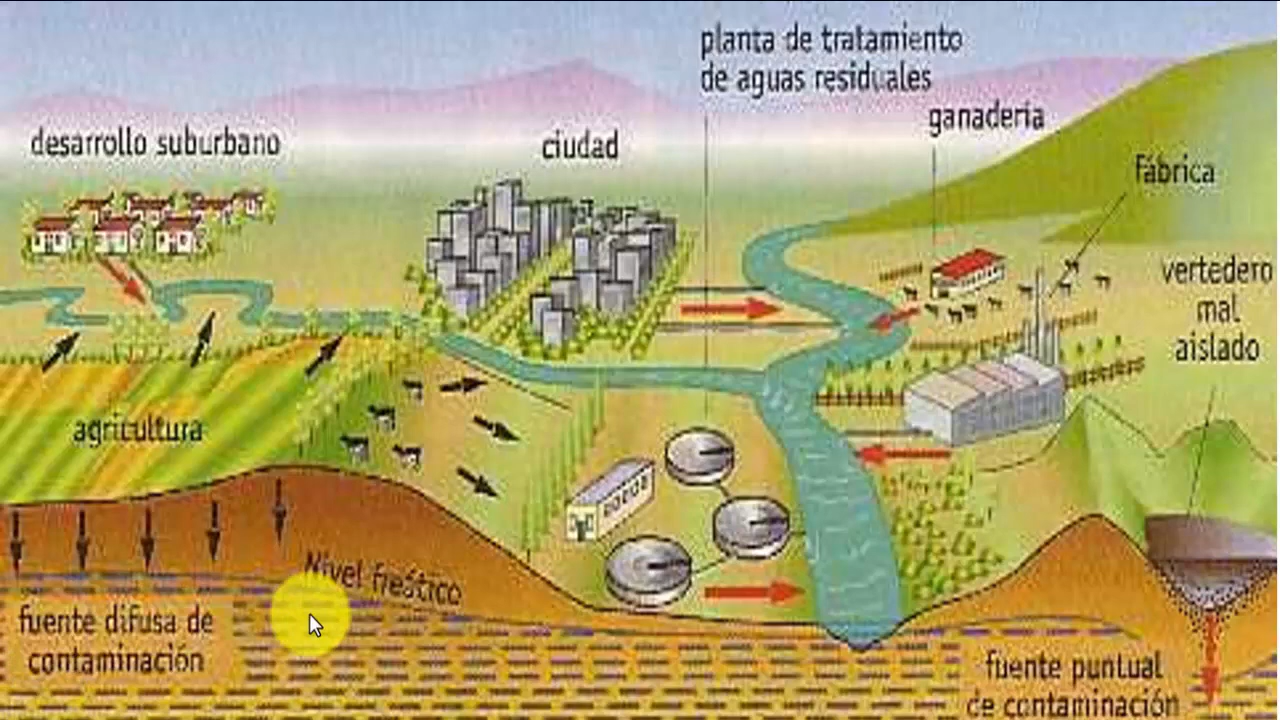 planta de tratamiento
de aguas residuales
ganadería
desarrollo suburbano
ciudad
Fábrica
vertedero
mal
aislado
agricultura
Nivel freótico
fuente difusa de
contaminación
fuente puntual
de contaminación